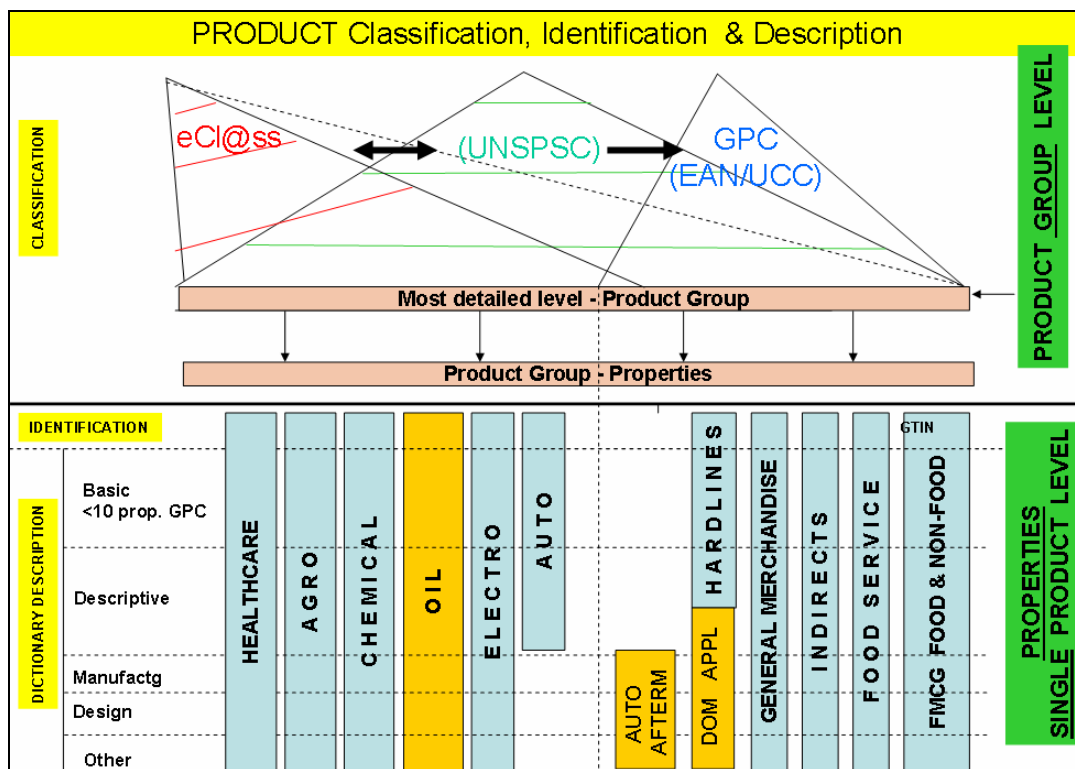 PRODUCT Classification, Identification & Description
CLASSIFICATION
eCl@ss
(UNSPSC)
GPC
(EAN/UCC)
PRODUCT GROUP LEVEL
Most detailed level - Product Group
Product Group - Properties
IDENTIFICATION
GTIN
DICTIONARY DESCRIPTION
Basic
<10 prop. GPC
Descriptive
Manufactg
Design
Other
HEALTHCARE
AGRO
CHEMICAL
OIL
ELECTRO
AUTO
AUTO
AFTERM
HARDLINES
DOM APPL
GENERAL MERCHANDISE
INDIRECTS
FOOD SERVICE
FMCG FOOD & NON-FOOD
PROPERTIES
SINGLE PRODUCT LEVEL